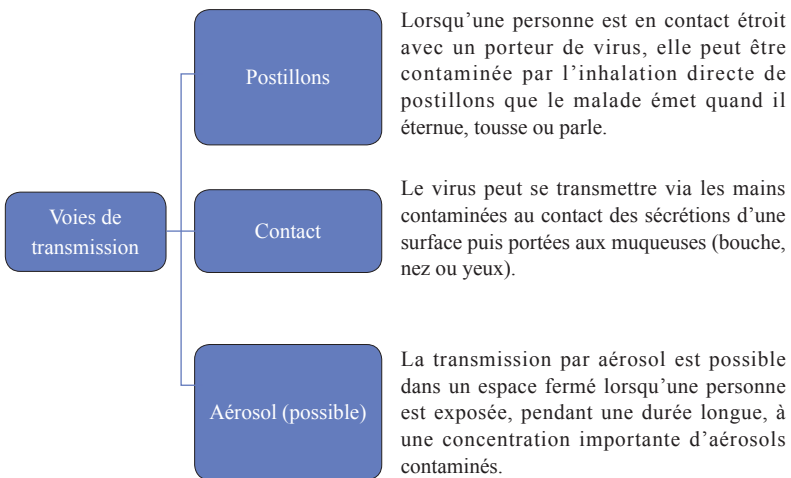 Voies de
transmission
Postillons
Lorsqu’une personne est en contact étroit
avec un porteur de virus, elle peut être
contaminée par l’inhalation directe de
postillons que le malade émet quand il
éternue, tousse ou parle.
Contact
Le virus peut se transmettre via les mains
contaminées au contact des sécrétions d’une
surface puis portées aux muqueuses (bouche,
nez ou yeux).
Aérosol (possible)
La transmission par aérosol est possible
dans un espace fermé lorsqu’une personne
est exposée, pendant une durée longue, à
une concentration importante d’aérosols
contaminés.